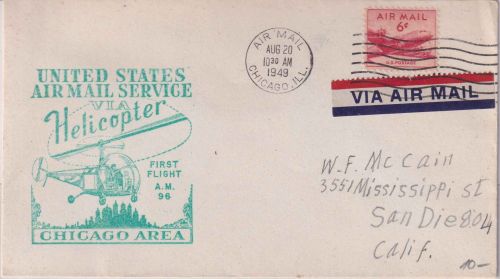 UNITED STATES
AIR MAIL SERVICE
VIA
Helicopter
FIRST
FLIGHT
A.M.
96
CHICAGO AREA
AIR MAIL
AUG 20
10 30 AM
1949
CHICAGO, ILL.
AIR MAIL
6¢
U.S. POSTAGE
VIA AIR MAIL
W.F. McCain
3551 Mississippi St
San Diego 4
Calif.
10-